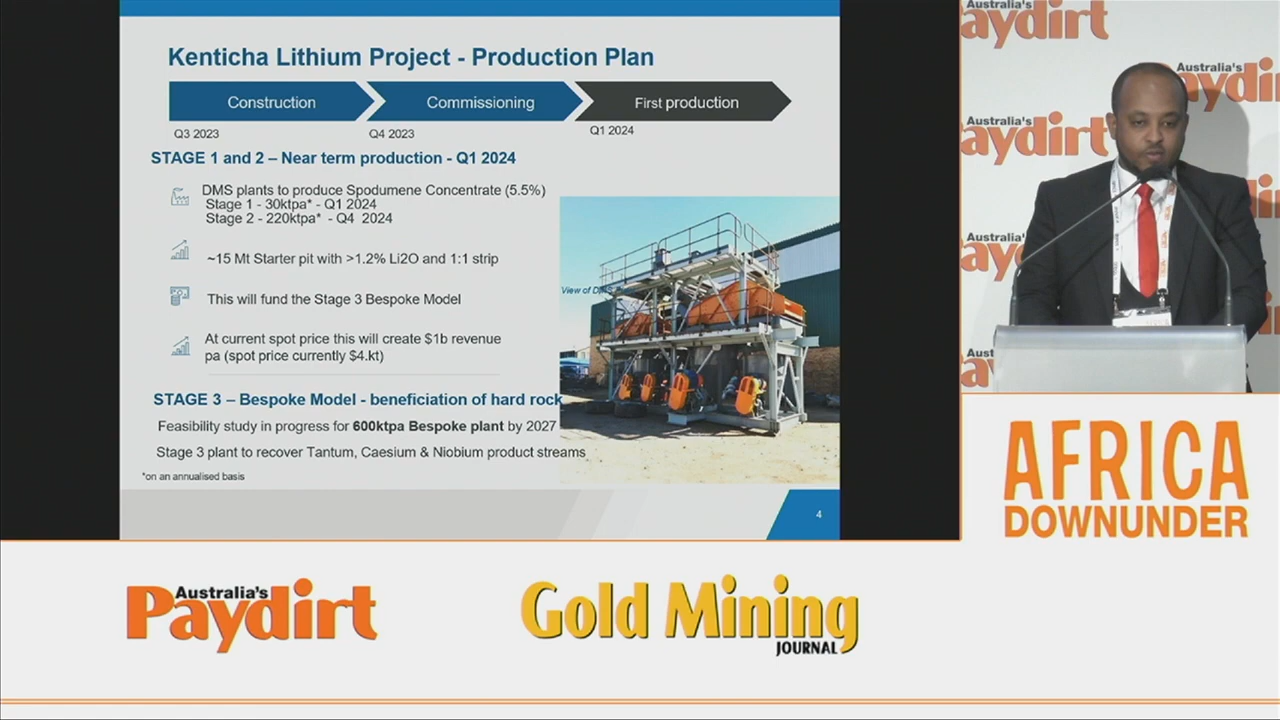 Kenticha Lithium Project - Production Plan
Construction
Commissioning
First production
Q3 2023
Q4 2023
Q1 2024
STAGE 1 and 2 – Near term production - Q1 2024
DMS plants to produce Spodumene Concentrate (5.5%)
Stage 1 - 30ktpa* - Q1 2024
Stage 2 - 220ktpa* - Q4 2024
~15 Mt Starter pit with >1.2% Li2O and 1:1 strip
This will fund the Stage 3 Bespoke Model
At current spot price this will create $1b revenue
pa (spot price currently $4.kt)
View of DMS
STAGE 3 – Bespoke Model - beneficiation of hard rock
Feasibility study in progress for 600ktpa Bespoke plant by 2027
Stage 3 plant to recover Tantum, Caesium & Niobium product streams
*on an annualised basis
4
Australia's
Paydirt
Australia's
Paydirt
Australia's
Paydirt
AFRICA
DOWNUNDER
Australia's
Paydirt
Gold Mining
JOURNAL